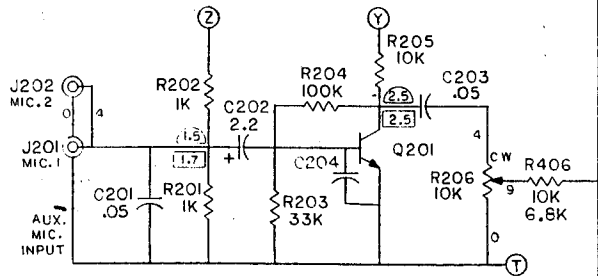 Z
Y
J202
MIC. 2
R202
1K
R204
100K
R205
10K
C203
.05
C202
2.2
2.5
2.5
0
4
J201
MIC. 1
1.7
+
C204
Q201
4
CW
R406
10K
6.8K
R206
10K
9
C201
.05
R201
1K
R203
33K
AUX.
MIC.
INPUT
0
T